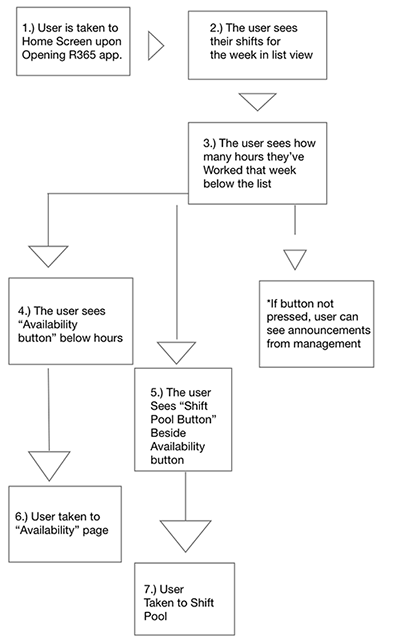 1.) User is taken to
Home Screen upon
Opening R365 app.
2.) The user sees
their shifts for
the week in list view
3.) The user sees how
many hours they've
Worked that week
below the list
4.) The user sees
“Availability
button” below hours
*If button not
pressed, user can
see announcements
from management
5.) The user
Sees “Shift
Pool Button”
Beside
Availability
button
6.) User taken to
“Availability” page
7.) User
Taken to Shift
Pool